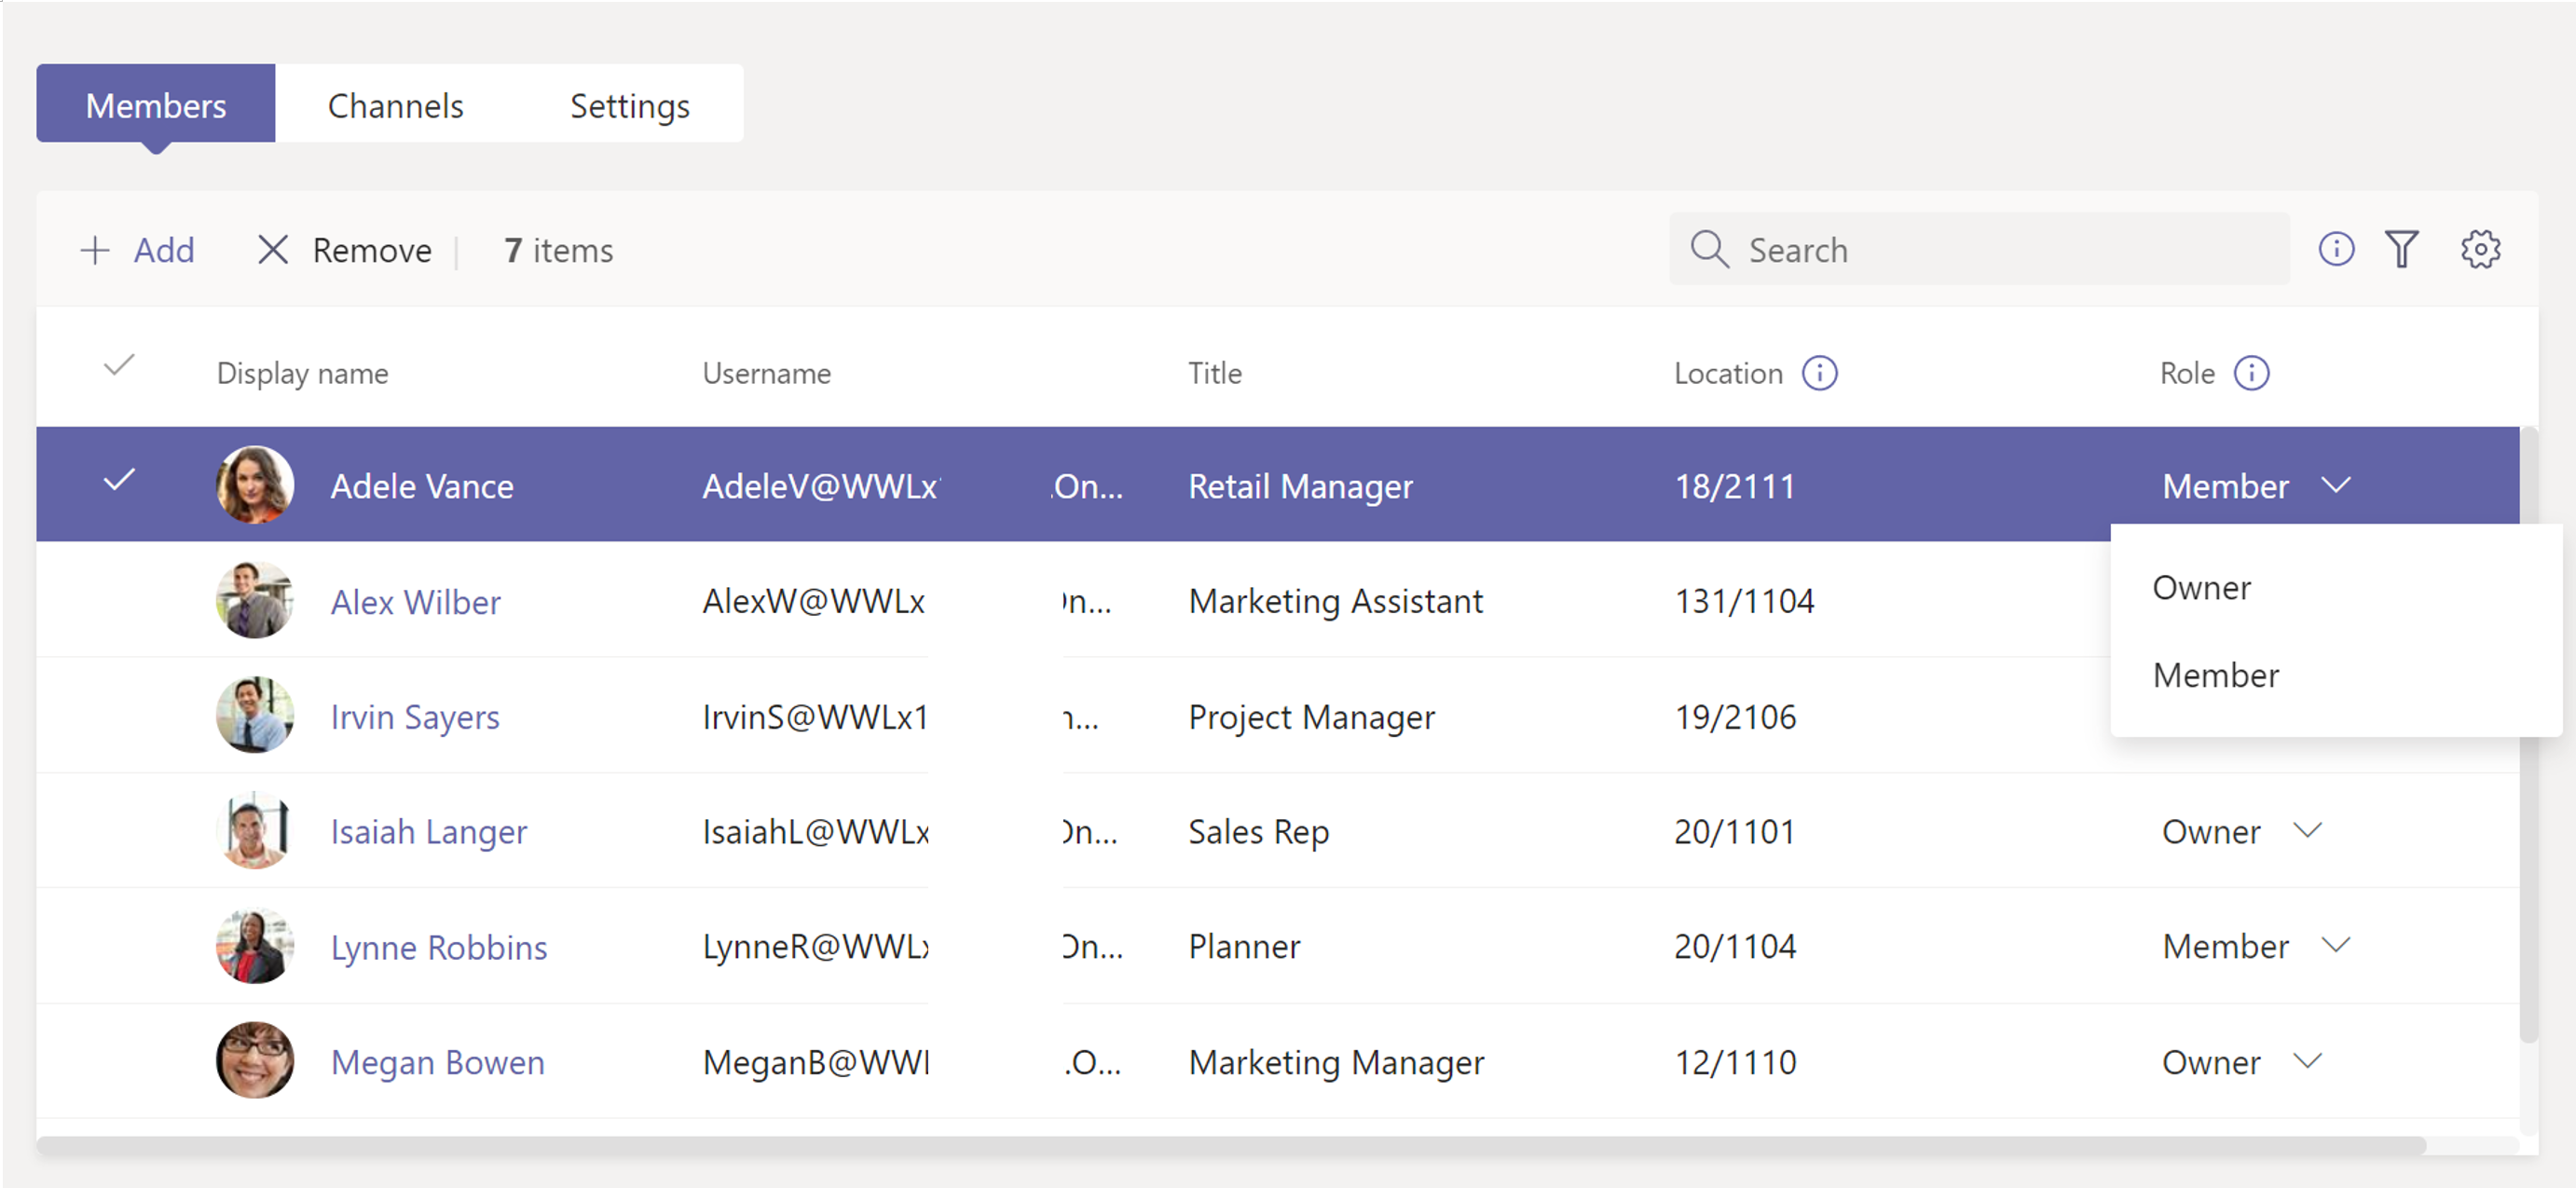 Members Channels Settings
Add Remove 7 items Search
Display name Username Title Location Role
Adele Vance AdeleV@WWLx .On... Retail Manager 18/2111 Member
Owner
Alex Wilber AlexW@WWLx n... Marketing Assistant 131/1104
Member
Irvin Sayers IrvinS@WWLx1 ... Project Manager 19/2106
Isaiah Langer IsaiahL@WWLx On... Sales Rep 20/1101 Owner
Lynne Robbins LynneR@WWLx On... Planner 20/1104 Member
Megan Bowen MeganB@WW .O... Marketing Manager 12/1110 Owner